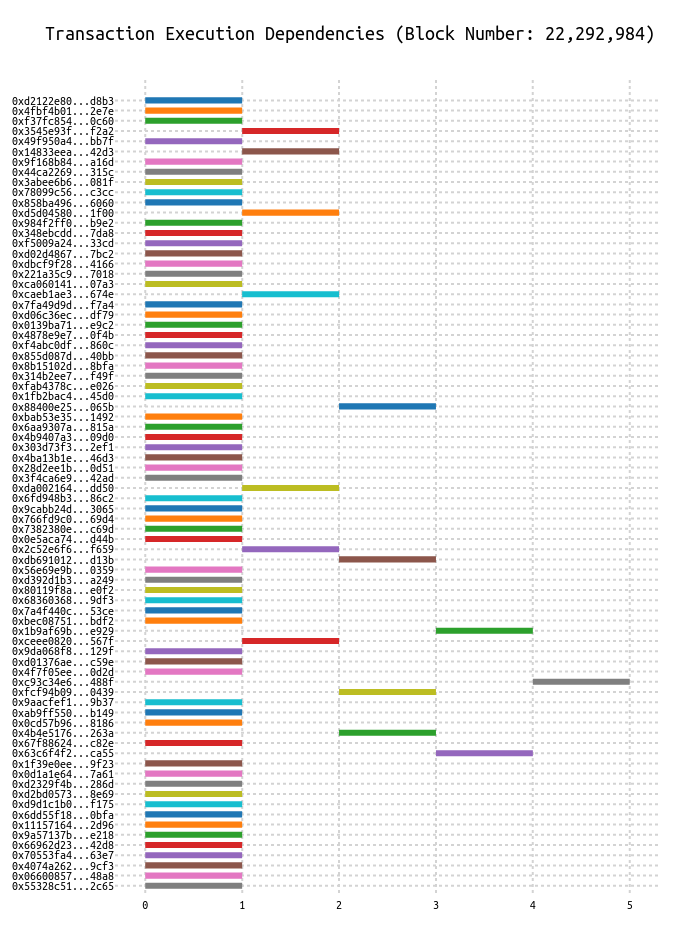 Transaction Execution Dependencies (Block Number: 22,292,984)
0xd2122e80...d8b3
0x4fbf4b01...2e7e
0xf37fc854...0c60
0x3545e93f...f2a2
0x49f950a4...bb7f
0x14833eea...42d3
0x9f168b84...a16d
0x44ca2269...315c
0x3abee6b6...081f
0x78099c56...c3cc
0x858ba496...6060
0xd5d04580...1f00
0x984f2ff0...b9e2
0x348ebcdd...7da8
0xf5009a24...33cd
0xd02d4867...7bc2
0xdbcf9f28...4166
0x221a35c9...7018
0xca060141...07a3
0xcaeb1ae3...674e
0x7fa49d9d...f7a4
0xd06c36ec...df79
0x0139ba71...e9c2
0x4878e9e7...0f4b
0xf4abc0df...860c
0x855d087d...40bb
0x8b15102d...8bfa
0x314b2ee7...f49f
0xfab4378c...e026
0x1fb2bac4...45d0
0x88400e25...065b
0xbab53e35...1492
0x6aa9307a...815a
0x4b9407a3...09d0
0x303d73f3...2ef1
0x4ba13b1e...46d3
0x28d2ee1b...0d51
0x3f4ca6e9...42ad
0xda002164...dd50
0x6fd948b3...86c2
0x9cabb24d...3065
0x766fd9c0...69d4
0x7382380e...c69d
0x0e5aca74...d44b
0x2c52e6f6...f659
0xdb691012...d13b
0x56e69e9b...0359
0xd392d1b3...a249
0x80119f8a...e0f2
0x68360368...9df3
0x7a4f440c...53ce
0xbec08751...bdf2
0x1b9af69b...e929
0xceee0820...567f
0x9da068f8...129f
0xd01376ae...c59e
0x4f7f05ee...0d2d
0xc93c34e6...488f
0xfcf94b09...0439
0x9aacfef1...9b37
0xab9ff550...b149
0x0cd57b96...8186
0x4b4e5176...263a
0x67f88624...c82e
0x63c6f4f2...ca55
0x1f39e0ee...9f23
0x0d1a1e64...7a61
0xd2329f4b...286d
0xd2bd0573...8e69
0xd9d1c1b0...f175
0x6dd55f18...0bfa
0x11157164...2d96
0x9a57137b...e218
0x66962d23...42d8
0x70553fa4...63e7
0x4074a262...9cf3
0x06600857...48a8
0x55328c51...2c65
0 1 2 3 4 5